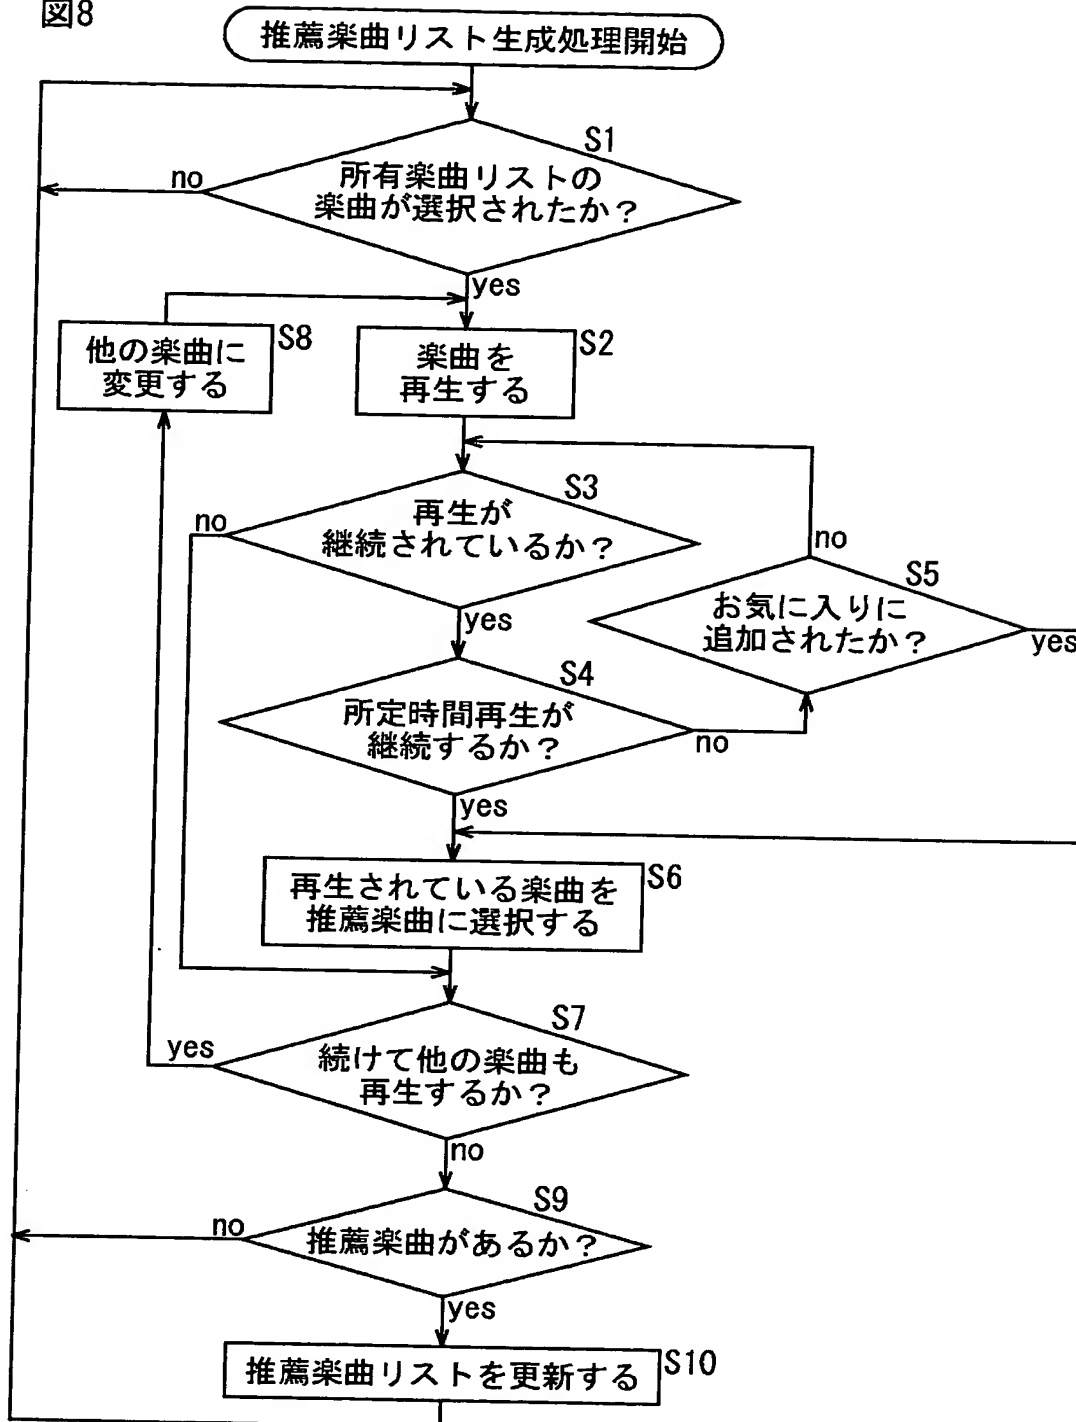 図8
推薦楽曲リスト生成処理開始
S1
所有楽曲リストの
楽曲が選択されたか？
no
yes
S8
他の楽曲に
変更する
S2
楽曲を
再生する
S3
再生が
継続されているか？
no
yes
S5
お気に入りに
追加されたか？
no
yes
S4
所定時間再生が
継続するか？
no
yes
S6
再生されている楽曲を
推薦楽曲に選択する
S7
続けて他の楽曲も
再生するか？
yes
no
S9
推薦楽曲があるか？
no
yes
S10
推薦楽曲リストを更新する